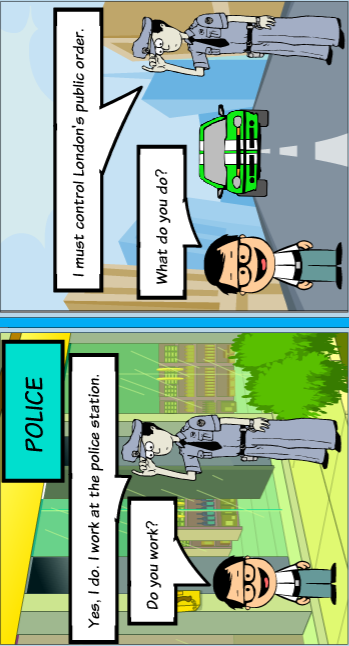 POLICE
Yes, I do. I work at the police station.
Do you work?
I must control London's public order.
What do you do?